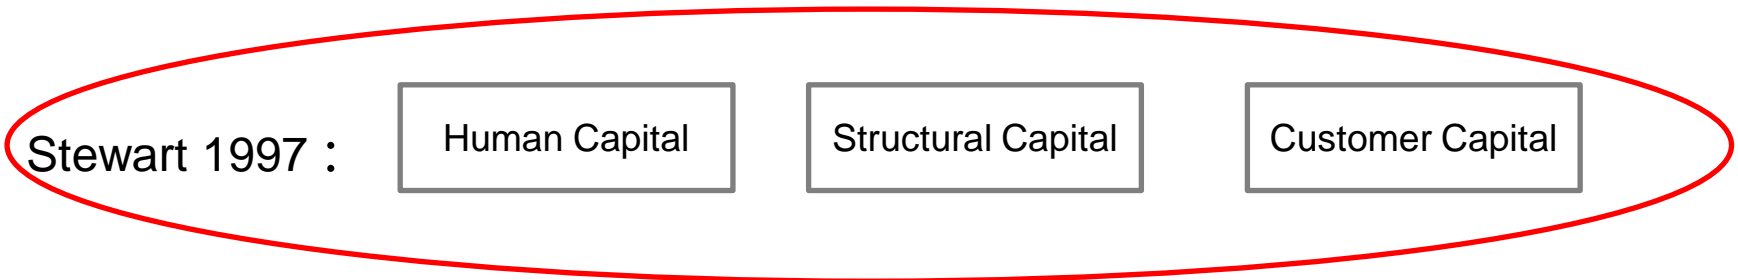 Stewart 1997 :
Human Capital
Structural Capital
Customer Capital